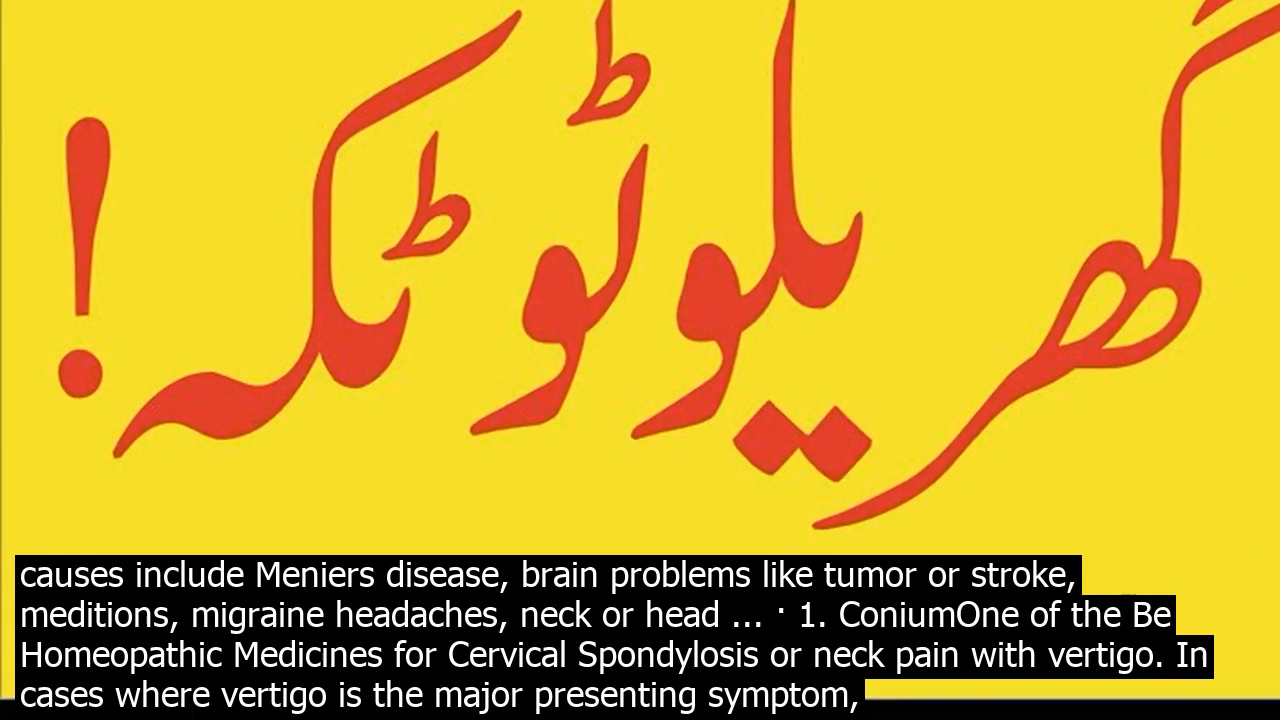 گھریلو ٹوٹکہ!
causes include Meniers disease, brain problems like tumor or stroke,
meditions, migraine headaches, neck or head ... · 1. ConiumOne of the Be
Homeopathic Medicines for Cervical Spondylosis or neck pain with vertigo. In
cases where vertigo is the major presenting symptom,